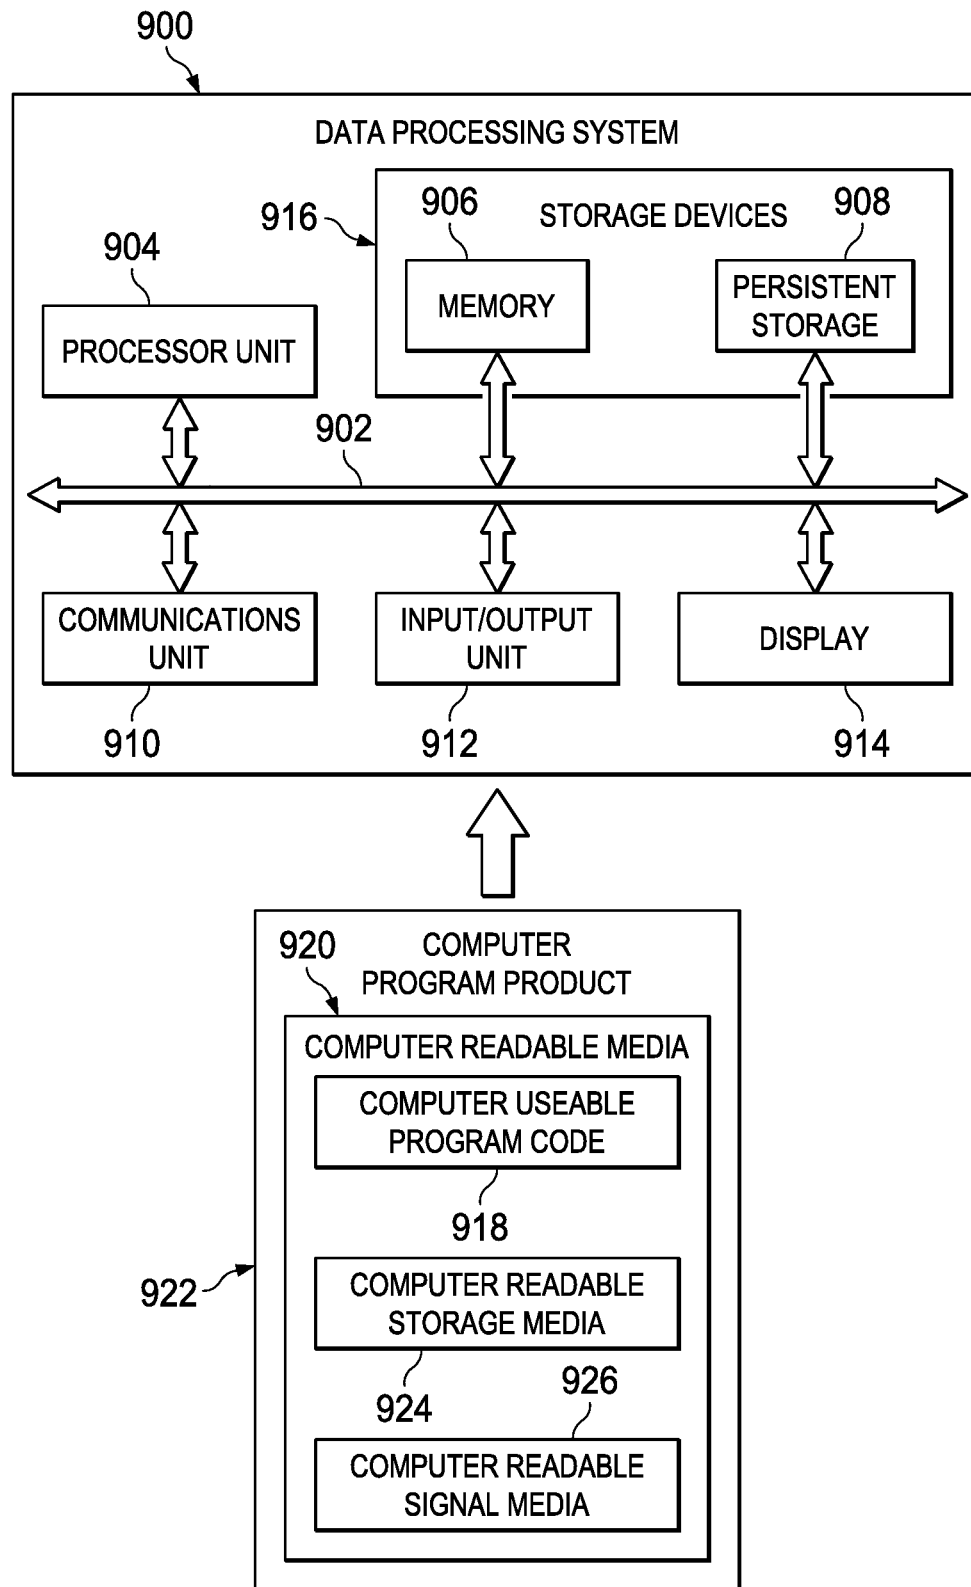 900
DATA PROCESSING SYSTEM
916
906
STORAGE DEVICES
908
904
MEMORY
PERSISTENT
STORAGE
PROCESSOR UNIT
902
COMMUNICATIONS
UNIT
INPUT/OUTPUT
UNIT
DISPLAY
910
912
914
920
COMPUTER
PROGRAM PRODUCT
COMPUTER READABLE MEDIA
COMPUTER USEABLE
PROGRAM CODE
918
922
COMPUTER READABLE
STORAGE MEDIA
924
926
COMPUTER READABLE
SIGNAL MEDIA